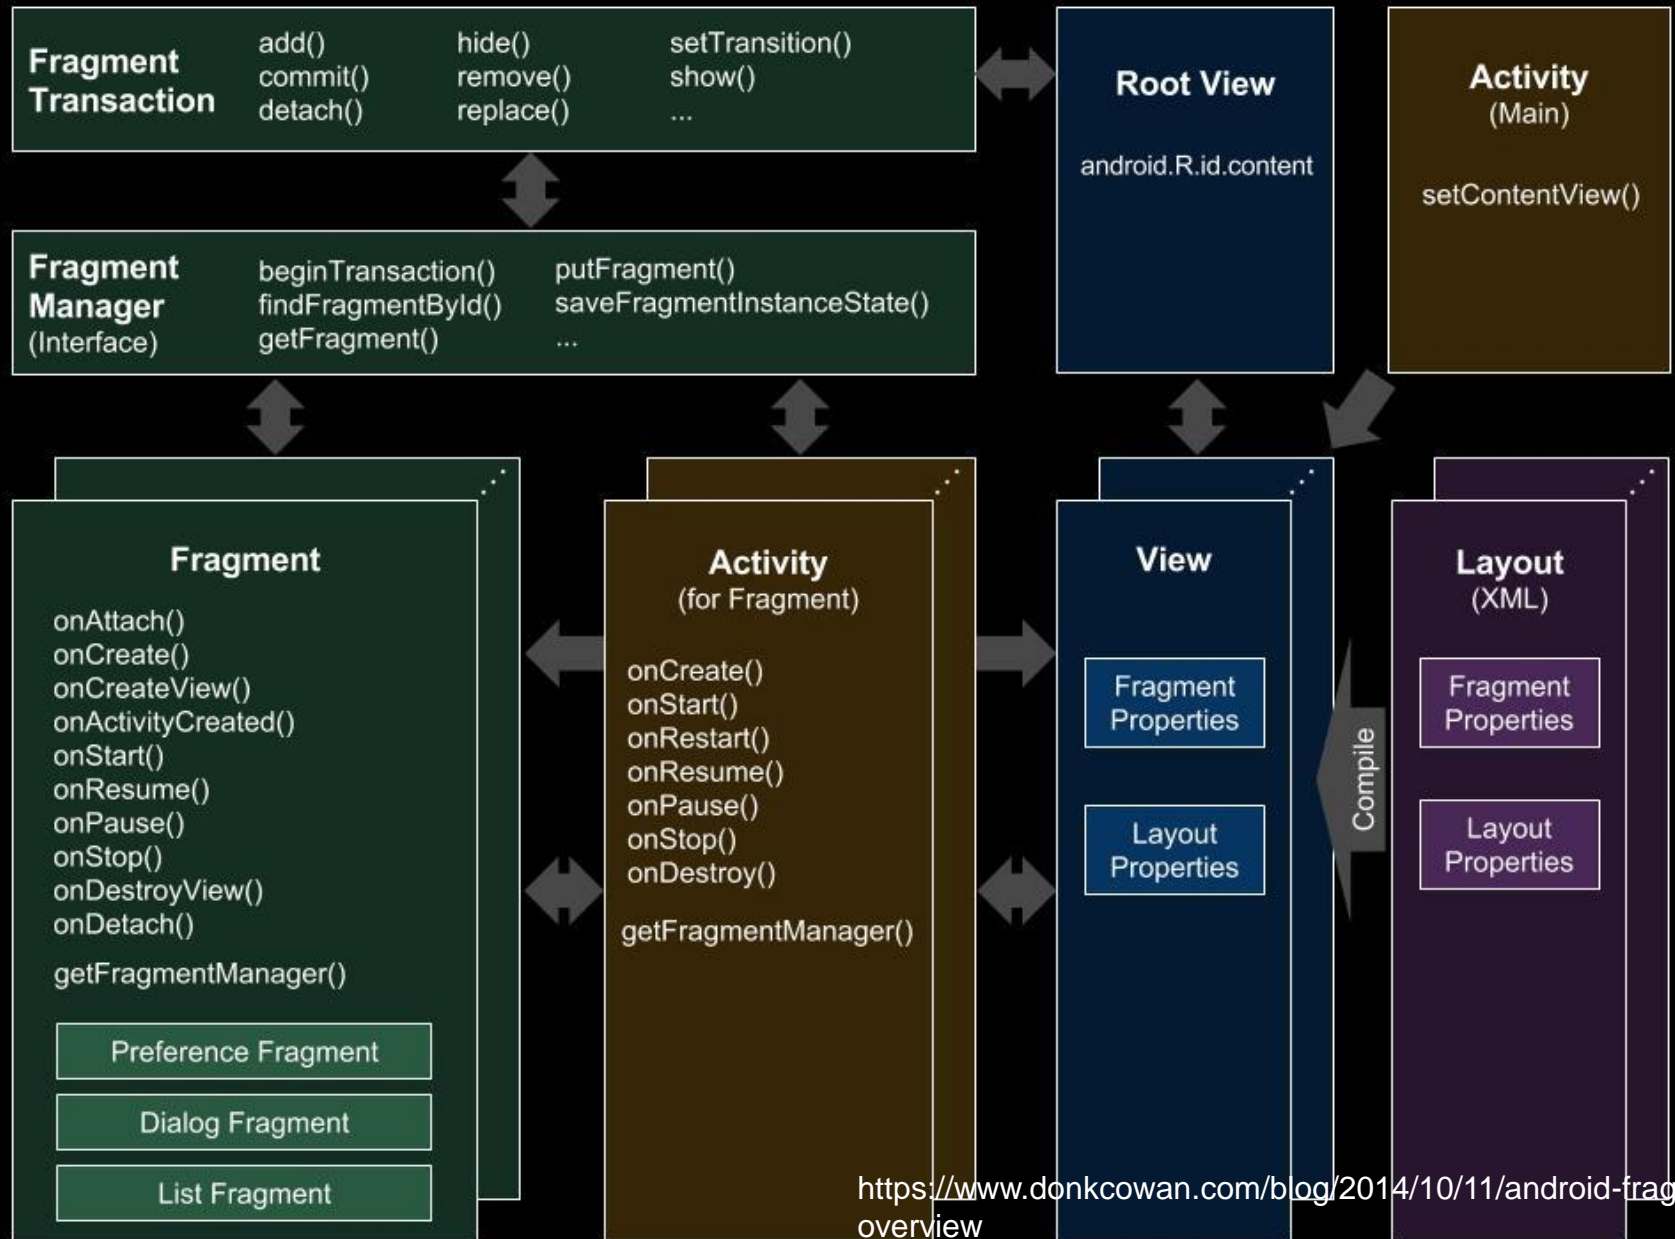 Fragment
Transaction
add()
commit()
detach()
hide()
remove()
replace()
setTransition()
show()
...
Root View
android.R.id.content
Activity
(Main)
setContentView()
Fragment
Manager
(Interface)
beginTransaction()
findFragmentById()
getFragment()
putFragment()
saveFragmentInstanceState()
...
Fragment
onAttach()
onCreate()
onCreateView()
onActivityCreated()
onStart()
onResume()
onPause()
onStop()
onDestroyView()
onDetach()
getFragmentManager()
Preference Fragment
Dialog Fragment
List Fragment
Activity
(for Fragment)
onCreate()
onStart()
onRestart()
onResume()
onPause()
onStop()
onDestroy()
getFragmentManager()
View
Fragment
Properties
Layout
Properties
Compile
Layout
(XML)
Fragment
Properties
Layout
Properties
https://www.donkcowan.com/blog/2014/10/11/android-frag
overview